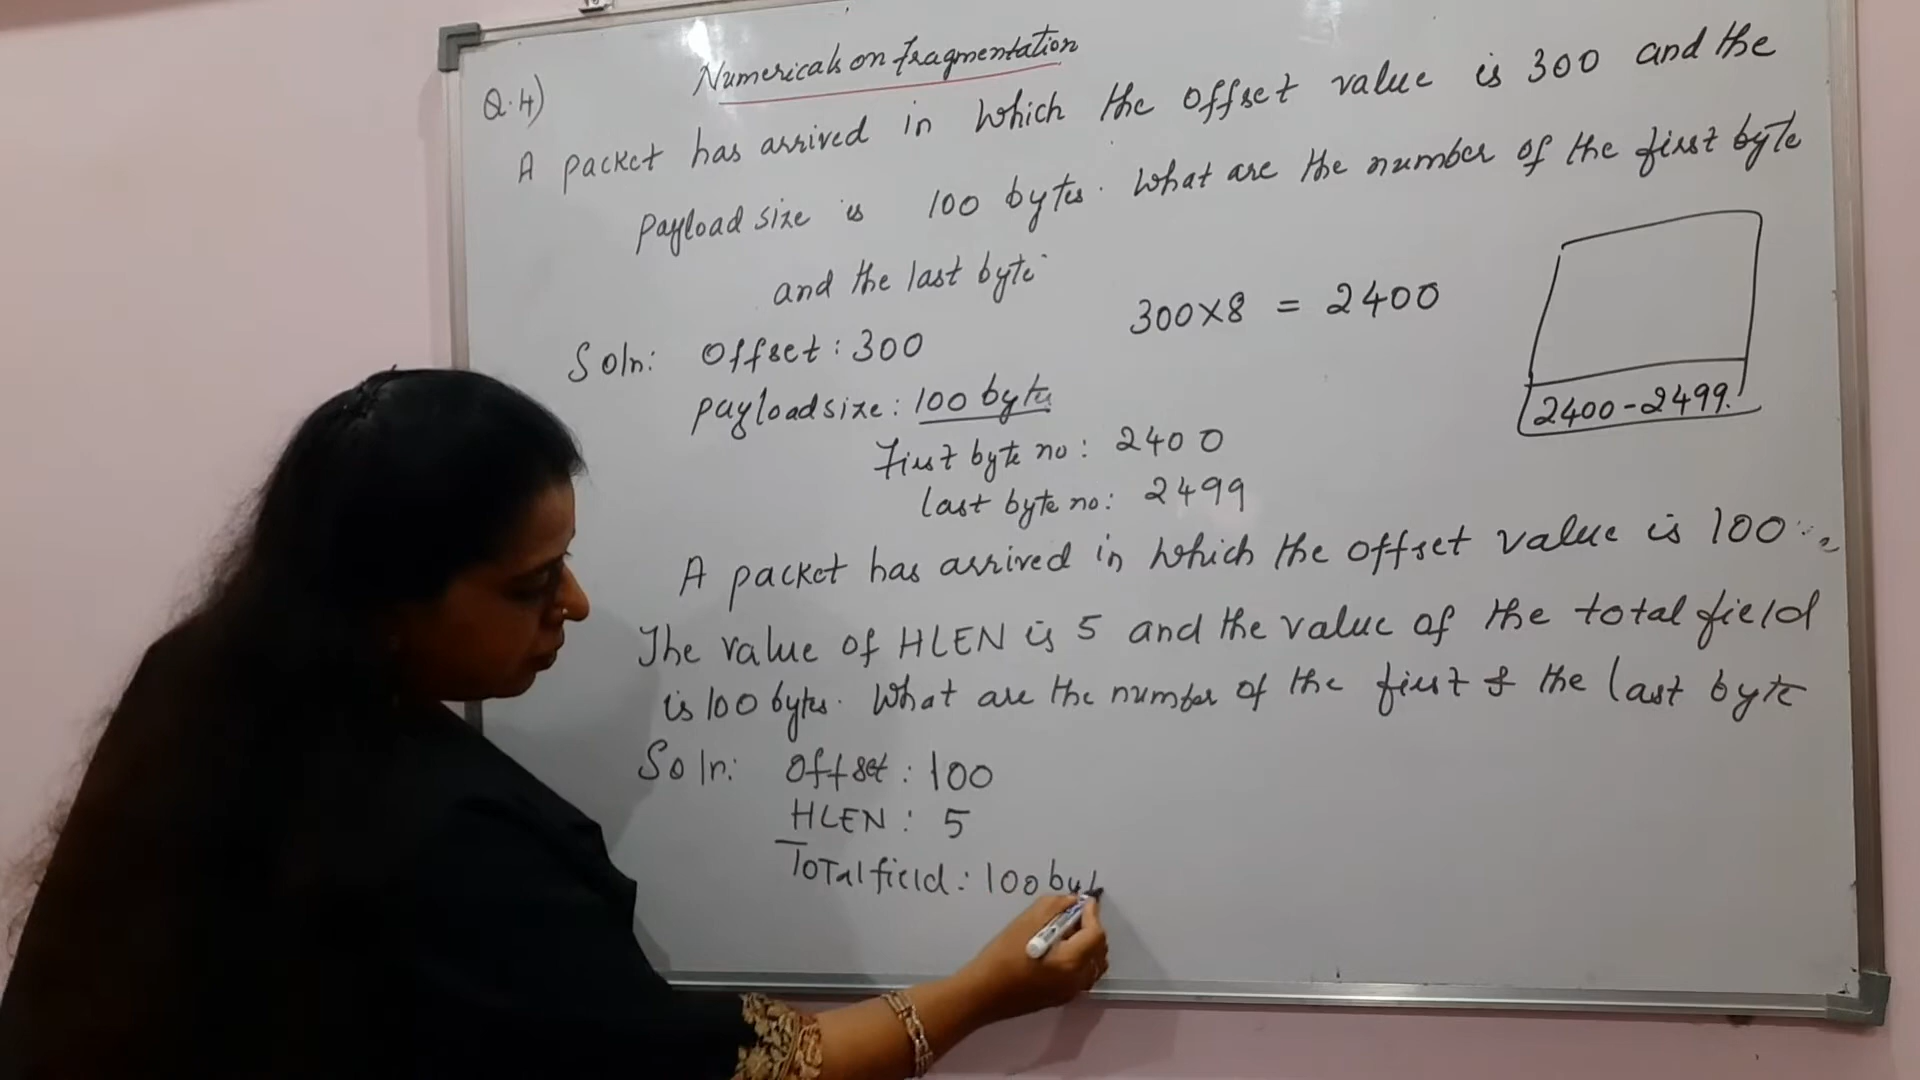 Numericals on fragmentation
Q.4)
A packet has arrived in which the offset value is 300 and the
payload size is 100 bytes. What are the number of the first byte
and the last byte
300x8 = 2400
Soln: Offset: 300
payload size: 100 bytes
2400-2499.
First byte no: 2400
last byte no: 2499
A packet has arrived in which the offset value is 100
The value of HLEN is 5 and the value of the total field
is 100 bytes. What are the number of the first & the last byte
Soln: Offset: 100
HLEN: 5
Total field: 100 byt